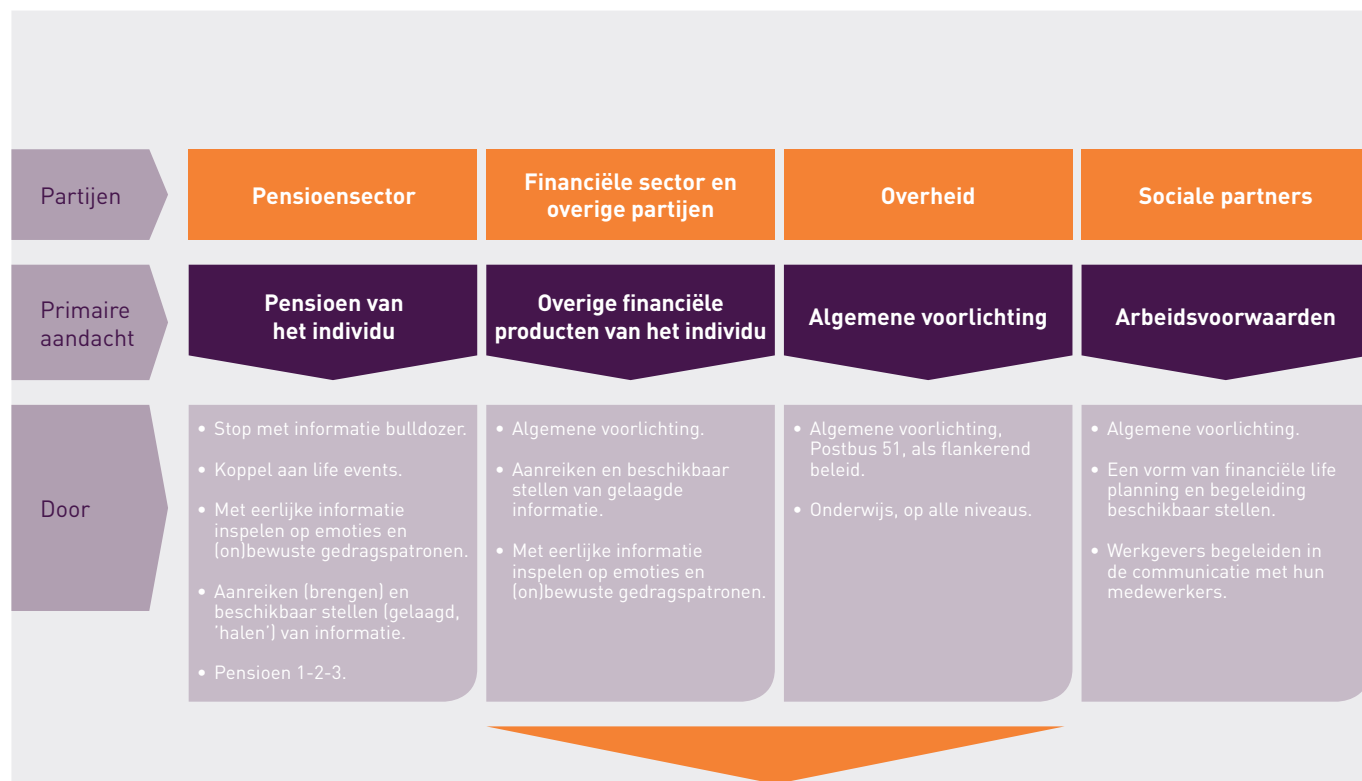 Partijen
Pensioensector
Financiële sector en
overige partijen
Overheid
Sociale partners
Primaire
aandacht
Pensioen van
het individu
Overige financiële
producten van het individu
Algemene voorlichting
Arbeidsvoorwaarden
Door
• Stop met informatie bulldozer.
• Koppel aan life events.
• Met eerlijke informatie
inspelen op emoties en
(on)bewuste gedragspatronen.
• Aanreiken (brengen) en
beschikbaar stellen (gelaagd,
‘halen’) van informatie.
• Pensioen 1-2-3.
• Algemene voorlichting.
• Aanreiken en beschikbaar
stellen van gelaagde
informatie.
• Met eerlijke informatie
inspelen op emoties en
(on)bewuste gedragspatronen.
• Algemene voorlichting,
Postbus 51, als flankerend
beleid.
• Onderwijs, op alle niveaus.
• Algemene voorlichting.
• Een vorm van financiële life
planning en begeleiding
beschikbaar stellen.
• Werkgevers begeleiden in
de communicatie met hun
medewerkers.